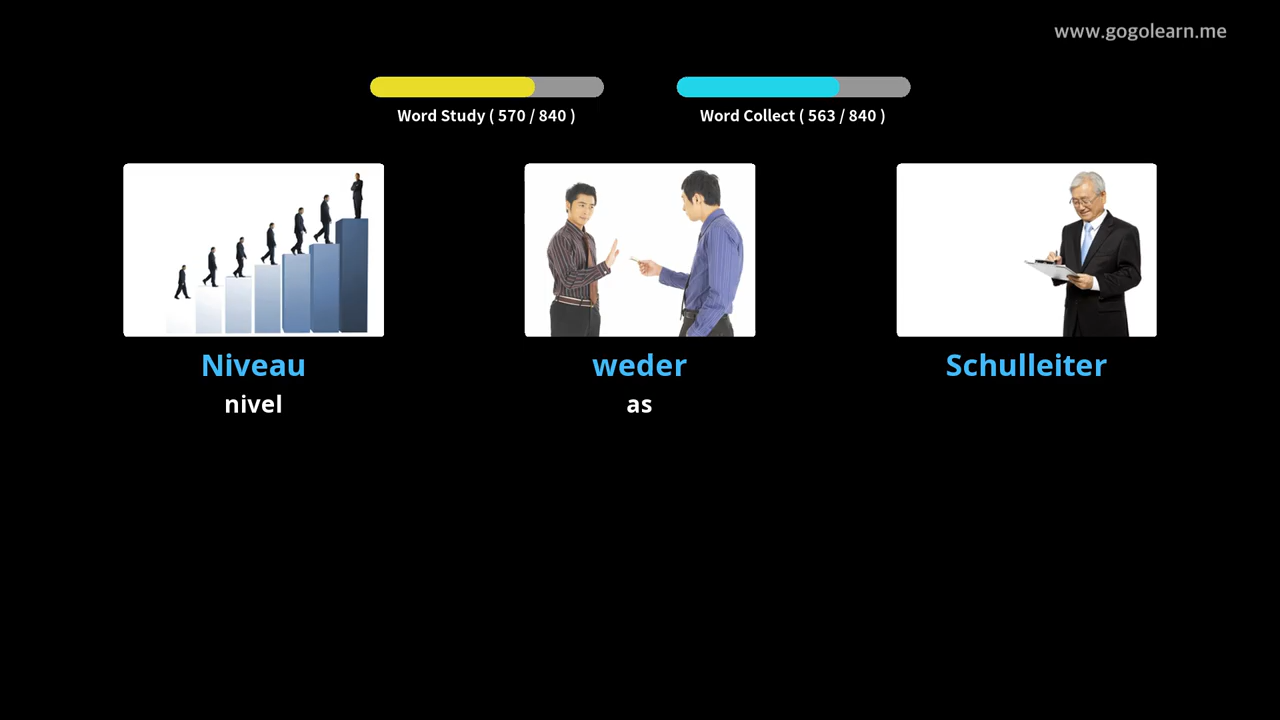 www.gogolearn.me
Word Study ( 570 / 840 )
Word Collect ( 563 / 840 )
Niveau
nivel
weder
as
Schulleiter